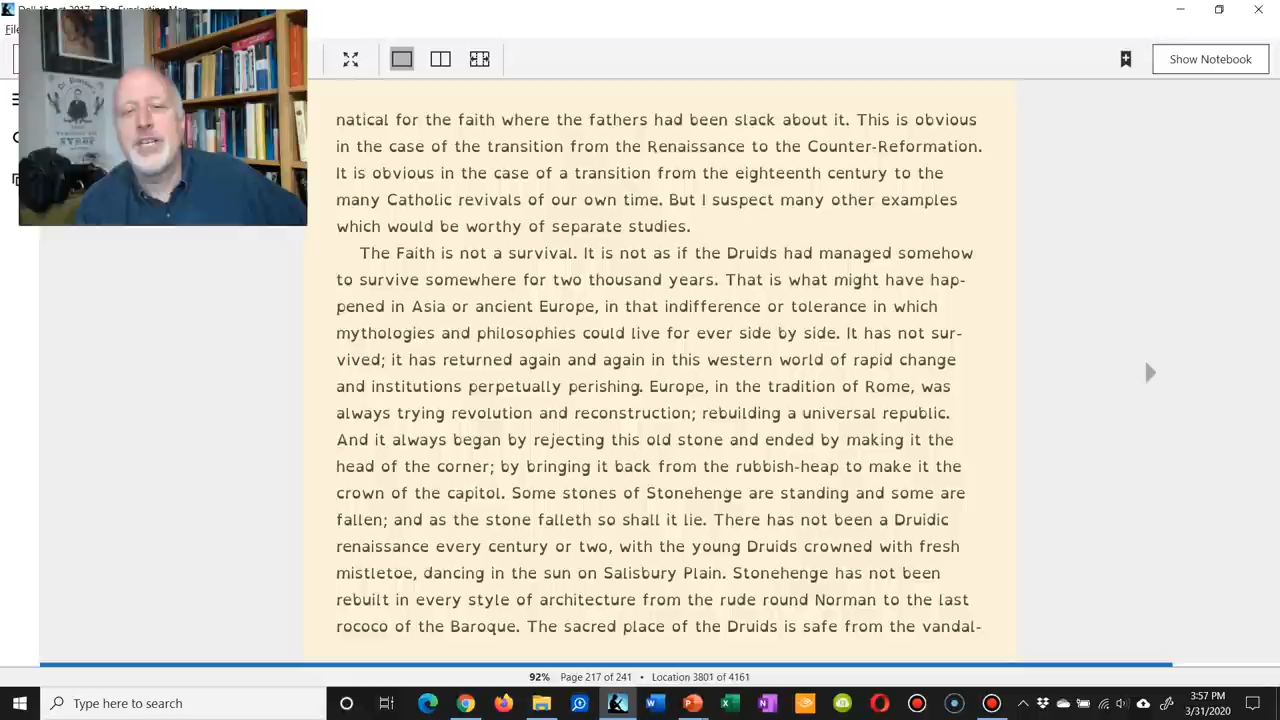 Dell 15-oct-2017 - The Everlasting Man
File
Show Notebook
natical for the faith where the fathers had been slack about it. This is obvious
in the case of the transition from the Renaissance to the Counter-Reformation.
It is obvious in the case of a transition from the eighteenth century to the
many Catholic revivals of our own time. But I suspect many other examples
which would be worthy of separate studies.
The Faith is not a survival. It is not as if the Druids had managed somehow
to survive somewhere for two thousand years. That is what might have hap-
pened in Asia or ancient Europe, in that indifference or tolerance in which
mythologies and philosophies could live for ever side by side. It has not sur-
vived; it has returned again and again in this western world of rapid change
and institutions perpetually perishing. Europe, in the tradition of Rome, was
always trying revolution and reconstruction; rebuilding a universal republic.
And it always began by rejecting this old stone and ended by making it the
head of the corner; by bringing it back from the rubbish-heap to make it the
crown of the capitol. Some stones of Stonehenge are standing and some are
fallen; and as the stone falleth so shall it lie. There has not been a Druidic
renaissance every century or two, with the young Druids crowned with fresh
mistletoe, dancing in the sun on Salisbury Plain. Stonehenge has not been
rebuilt in every style of architecture from the rude round Norman to the last
rococo of the Baroque. The sacred place of the Druids is safe from the vandal-
92% Page 217 of 241 • Location 3801 of 4161
Type here to search
3:57 PM
3/31/2020